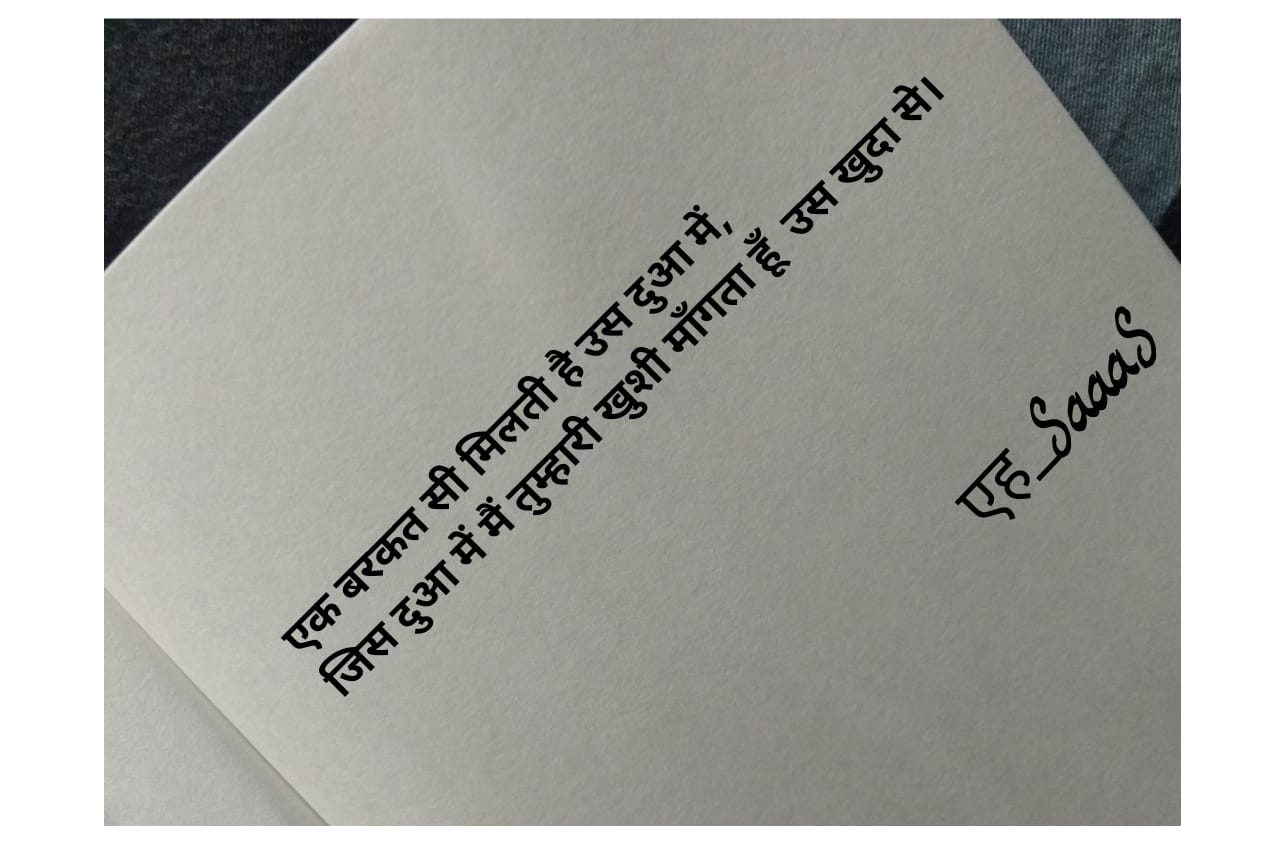 एक बरकत सी मिलती है उस दुआ में,
जिस दुआ में मैं तुम्हारी खुशी माँगता हूँ उस खुदा से।
एह_SaaaS